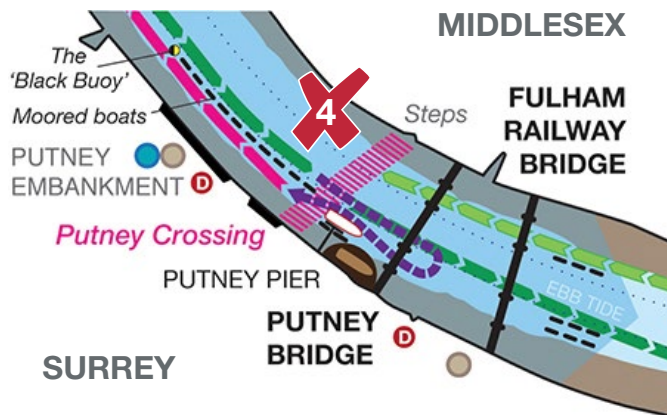 MIDDLESEX
The
'Black Buoy'
Moored boats
4
Steps
FULHAM
RAILWAY
BRIDGE
PUTNEY
EMBANKMENT D
Putney Crossing
PUTNEY PIER
EBB TIDE
PUTNEY
BRIDGE D
SURREY